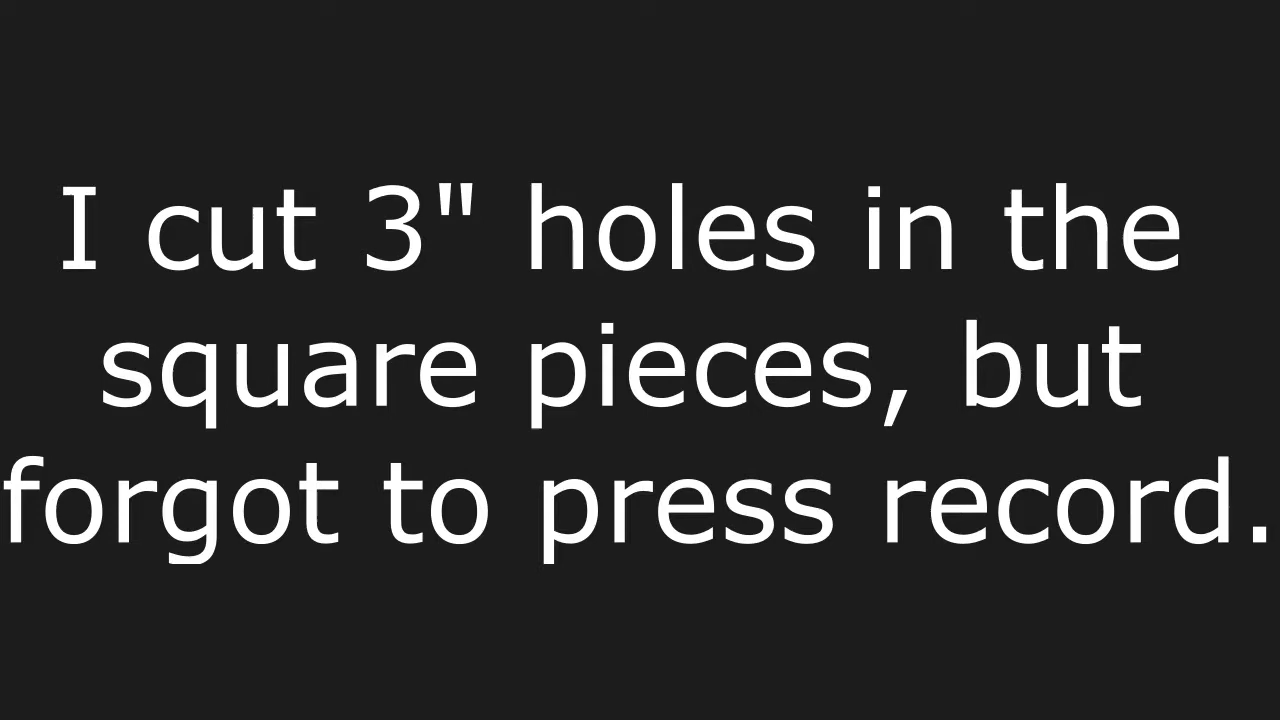 I cut 3" holes in the
square pieces, but
forgot to press record.